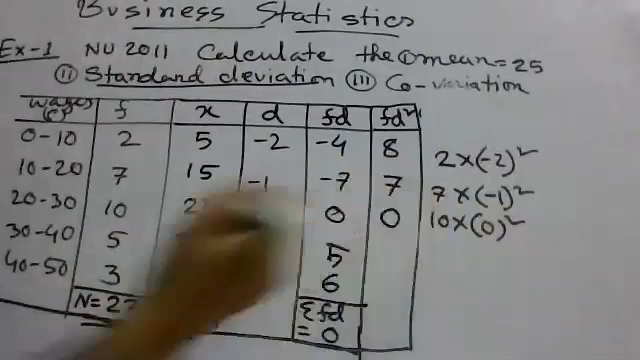 Business Statistics
Ex-1 NU 2011 Calculate the ① mean = 25
ⅱ Standard deviation ⅲ Co-variation
wages f x d fd fd²
0-10 2 5 -2 -4 8 2×(-2)²
10-20 7 15 -1 -7 7 7×(-1)²
20-30 10 0 0 10×(0)²
30-40 5 5
40-50 3 6
N=27 Σfd
= 0